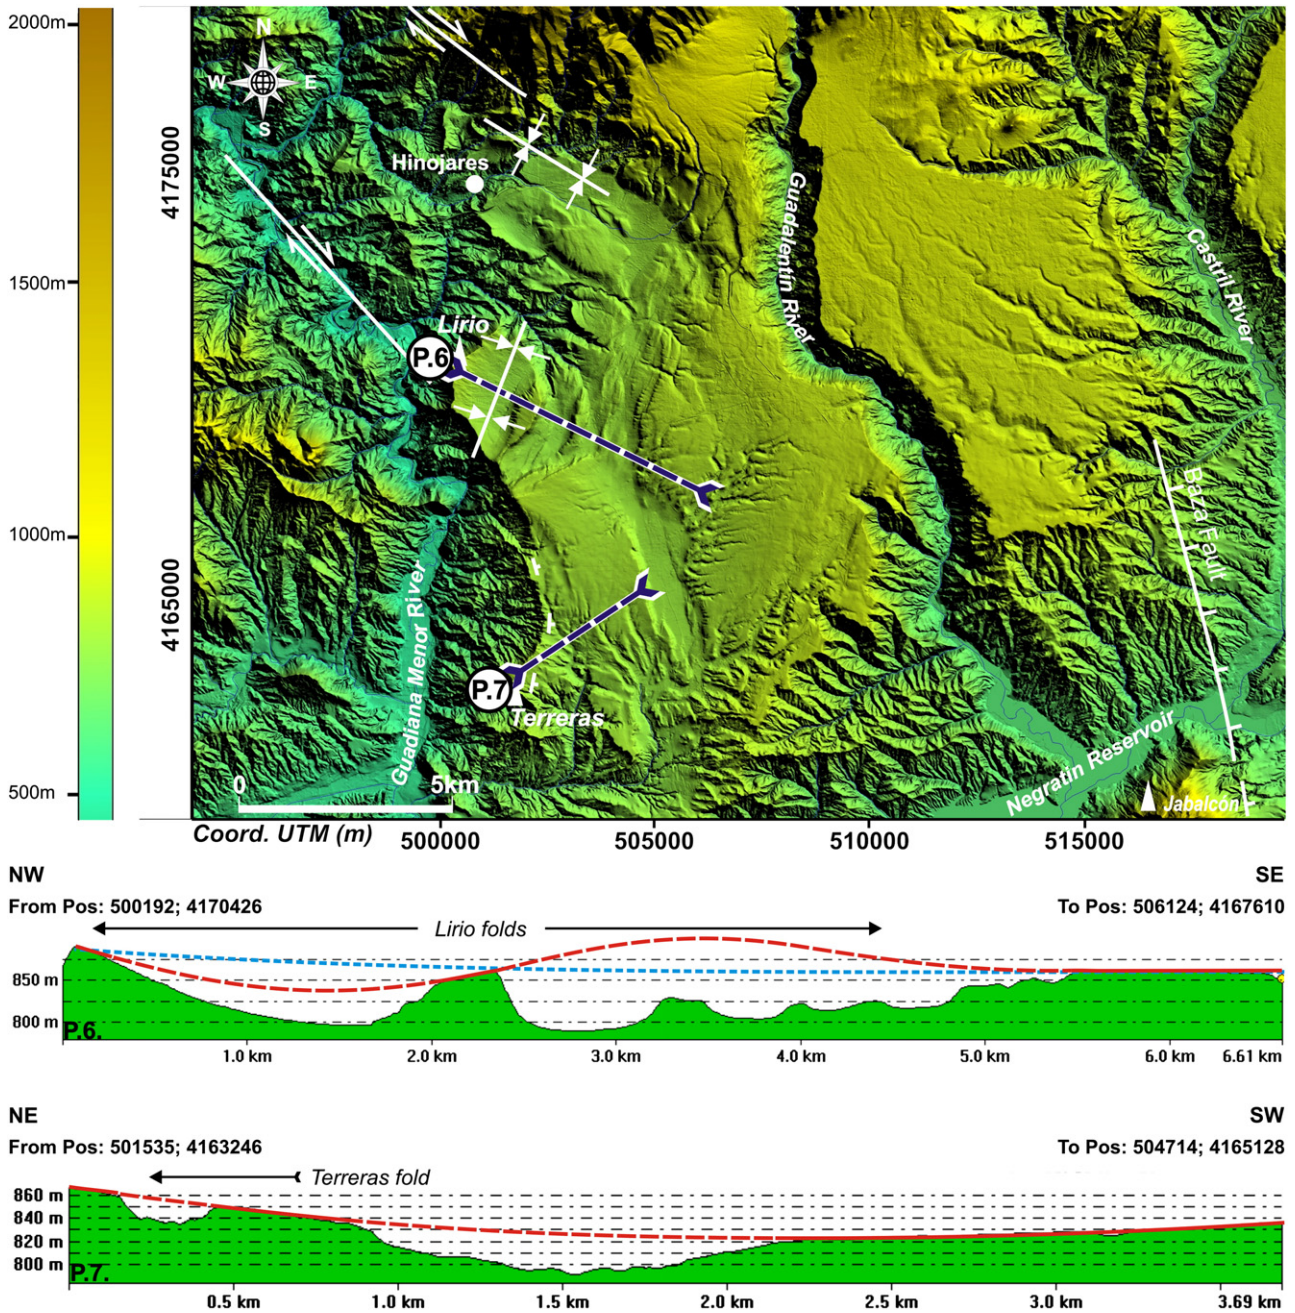 2000m
1500m
1000m
500m
N
W
E
S
4175000
4165000
Hinojares
Guadalentín River
Castril River
Lirio
P.6
Baza Fault
Guadiana Menor River
P.7
Terreras
Negratín Reservoir
Jabalcón
0
5km
Coord. UTM (m)
500000
505000
510000
515000
NW
SE
From Pos: 500192; 4170426
To Pos: 506124; 4167610
Lirio folds
850 m
800 m
P.6.
1.0 km
2.0 km
3.0 km
4.0 km
5.0 km
6.0 km
6.61 km
NE
SW
From Pos: 501535; 4163246
To Pos: 504714; 4165128
Terreras fold
860 m
840 m
820 m
800 m
P.7.
0.5 km
1.0 km
1.5 km
2.0 km
2.5 km
3.0 km
3.69 km